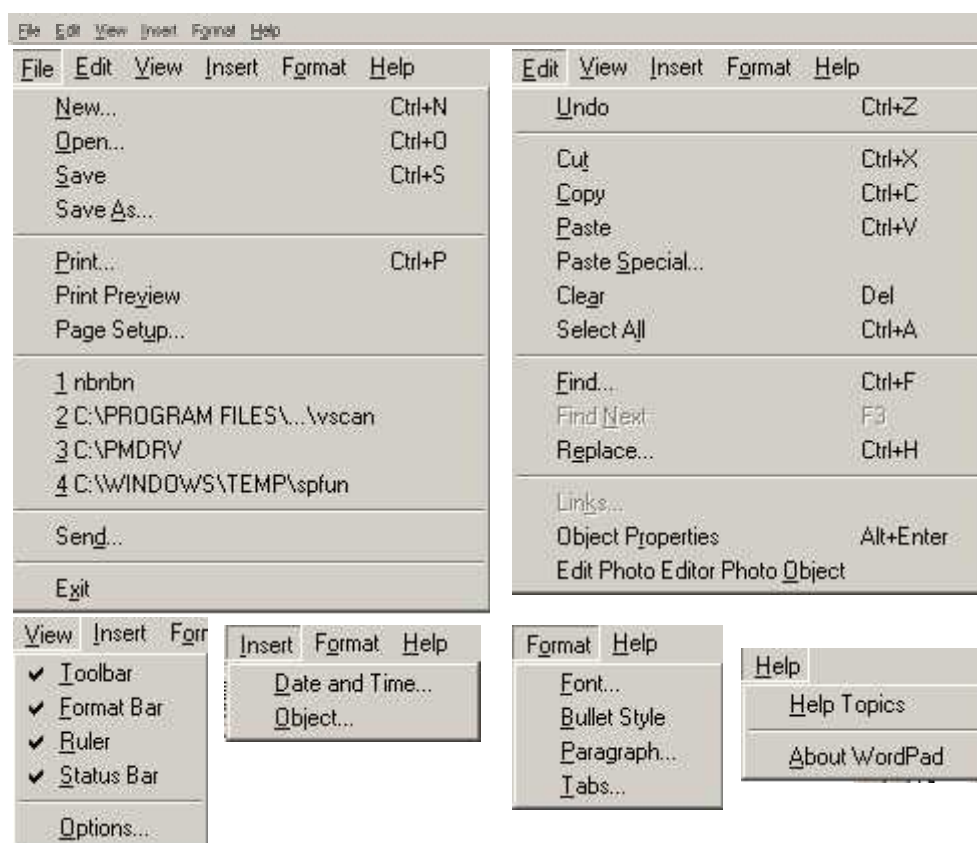 File Edit View Insert Format Help
File Edit View Insert Format Help
New... Ctrl+N
Open... Ctrl+O
Save Ctrl+S
Save As...
Print... Ctrl+P
Print Preview
Page Setup...
1 nbnbn
2 C:\PROGRAM FILES\...\vscan
3 C:\PMDRV
4 C:\WINDOWS\TEMP\spfun
Send...
Exit
Edit View Insert Format Help
Undo Ctrl+Z
Cut Ctrl+X
Copy Ctrl+C
Paste Ctrl+V
Paste Special...
Clear Del
Select All Ctrl+A
Find... Ctrl+F
Find Next F3
Replace... Ctrl+H
Links...
Object Properties Alt+Enter
Edit Photo Editor Photo Object
View Insert Forr
Toolbar
Format Bar
Ruler
Status Bar
Options...
Insert Format Help
Date and Time...
Object...
Format Help
Font...
Bullet Style
Paragraph...
Tabs...
Help
Help Topics
About WordPad